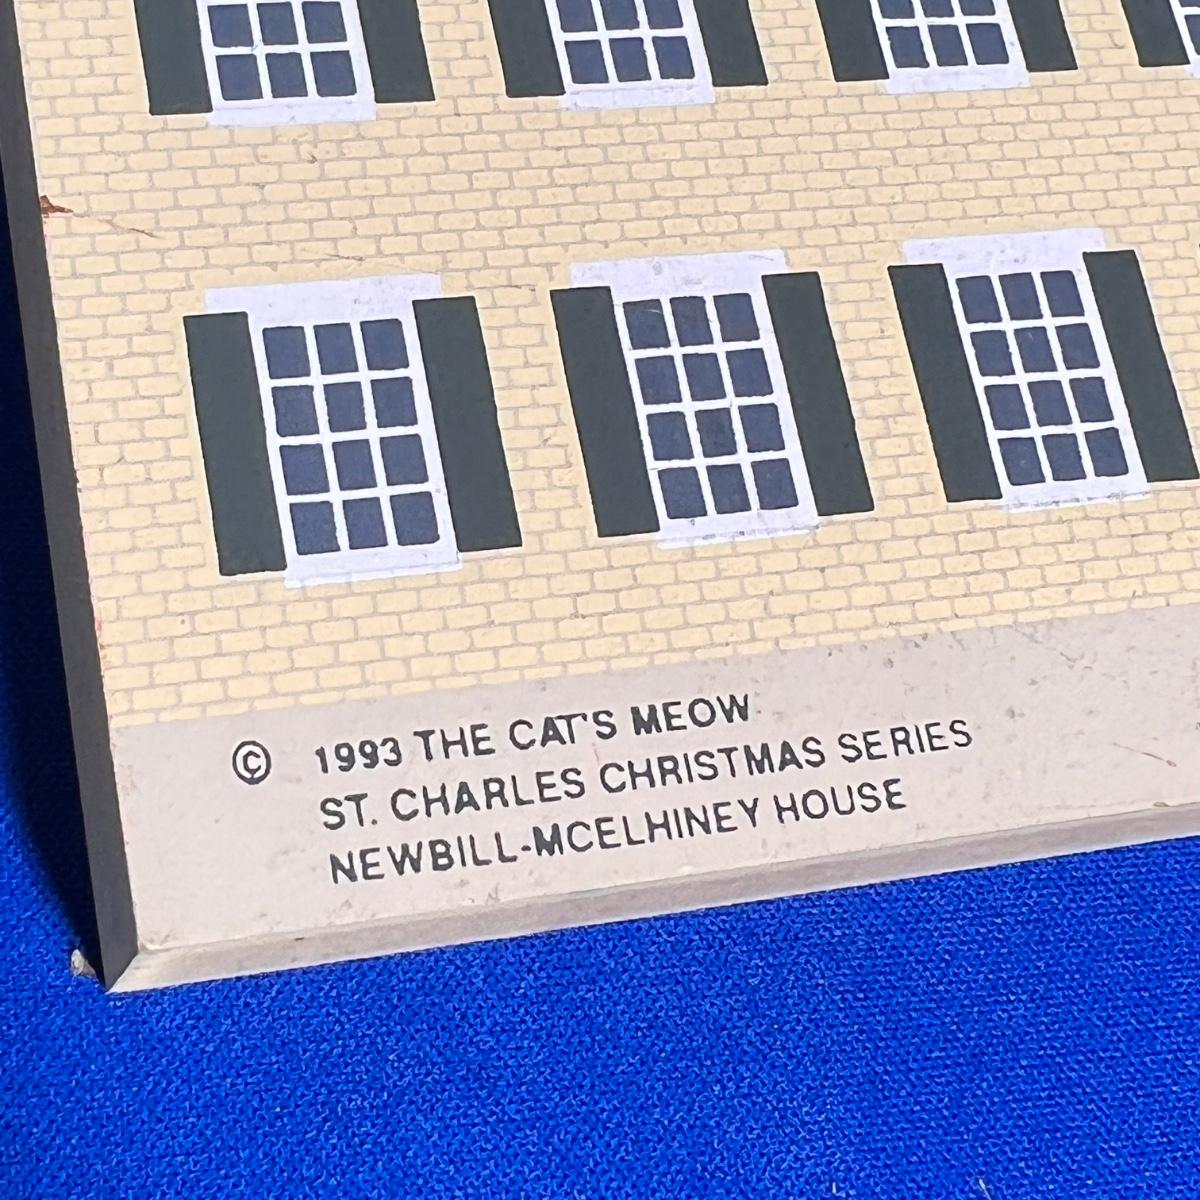 © 1993 THE CAT'S MEOW
ST. CHARLES CHRISTMAS SERIES
NEWBILL-MCELHINEY HOUSE